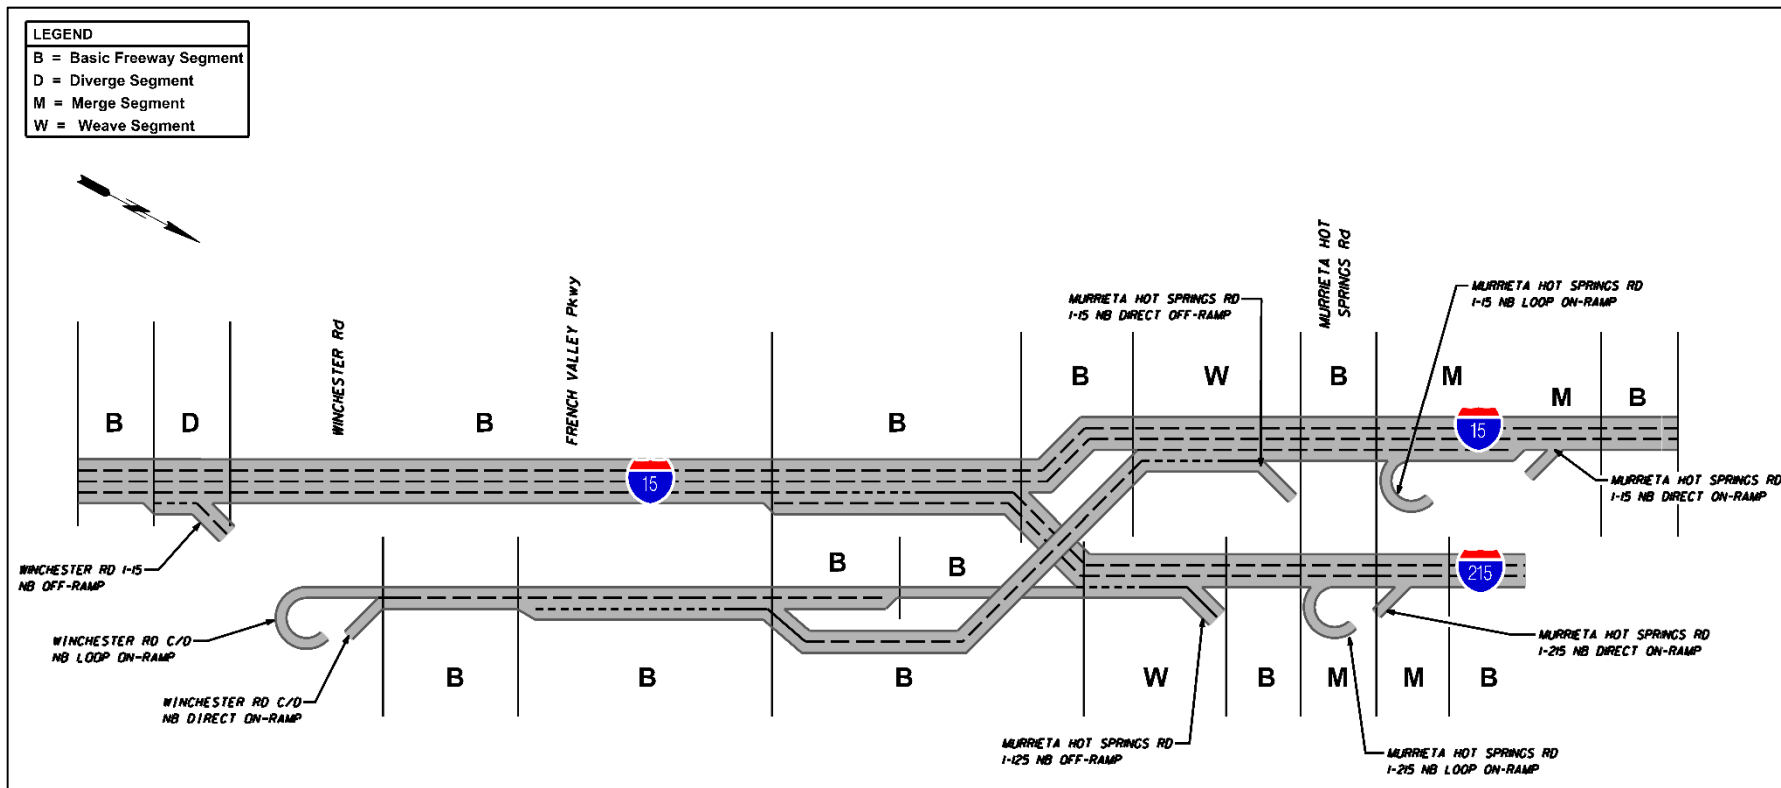 LEGEND
B = Basic Freeway Segment
D = Diverge Segment
M = Merge Segment
W = Weave Segment
WINCHESTER Rd
FRENCH VALLEY PKwy
MURRIETA HOT
SPRINGS Rd
MURRIETA HOT SPRINGS RD
I-15 NB DIRECT OFF-RAMP
MURRIETA HOT SPRINGS RD
I-15 NB LOOP ON-RAMP
B
W
B
M
B
D
B
B
M
B
15
15
MURRIETA HOT SPRINGS RD
I-15 NB DIRECT ON-RAMP
WINCHESTER RD I-15
NB OFF-RAMP
B
B
215
WINCHESTER RD C/D
NB LOOP ON-RAMP
MURRIETA HOT SPRINGS RD
I-215 NB DIRECT ON-RAMP
B
B
B
W
B
M
M
B
WINCHESTER RD C/D
NB DIRECT ON-RAMP
MURRIETA HOT SPRINGS RD
I-125 NB OFF-RAMP
MURRIETA HOT SPRINGS RD
I-215 NB LOOP ON-RAMP